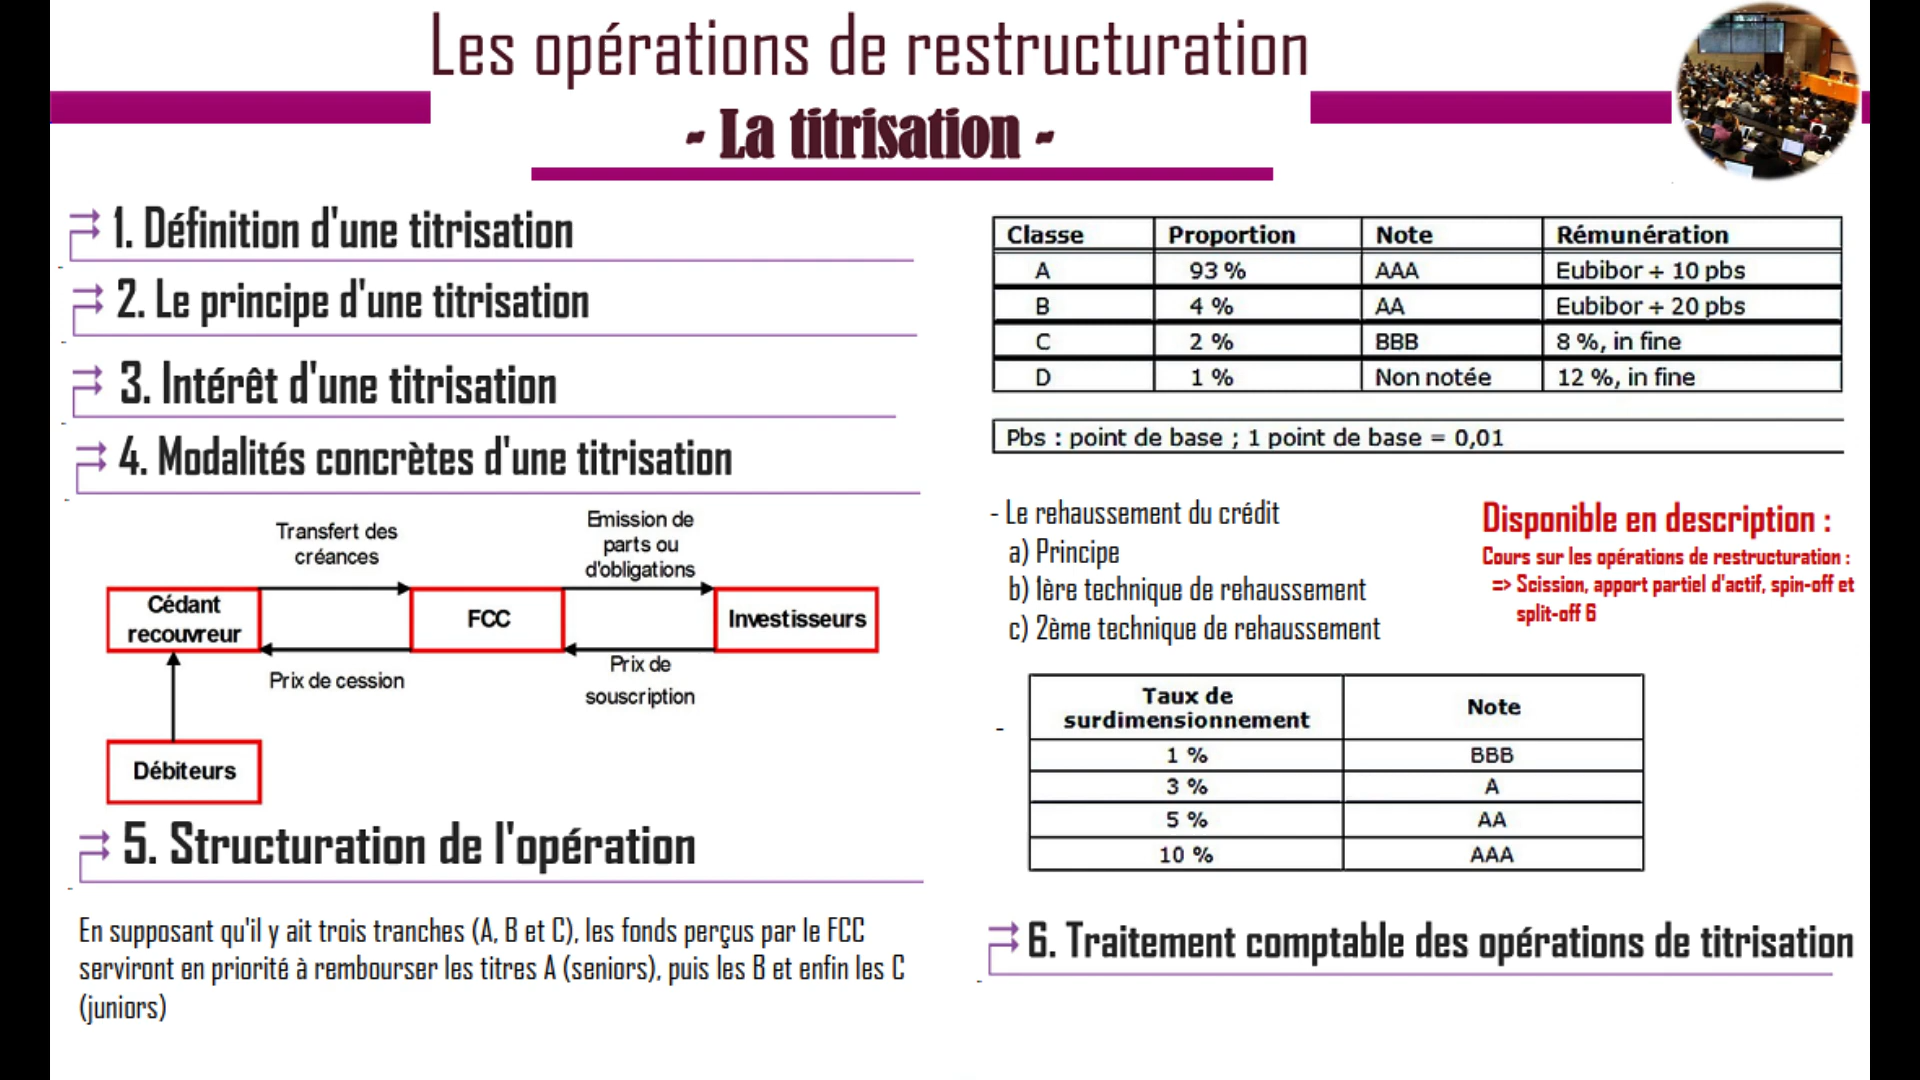 Les opérations de restructuration
- La titrisation -
1. Définition d'une titrisation
2. Le principe d'une titrisation
3. Intérêt d'une titrisation
4. Modalités concrètes d'une titrisation
Transfert des
créances
Emission de
parts ou
d'obligations
Cédant
recouvreur
FCC
Investisseurs
Prix de cession
Prix de
souscription
Débiteurs
5. Structuration de l'opération
En supposant qu'il y ait trois tranches (A, B et C), les fonds perçus par le FCC
serviront en priorité à rembourser les titres A (seniors), puis les B et enfin les C
(juniors)
Classe Proportion Note Rémunération
A 93 % AAA Eubibor + 10 pbs
B 4 % AA Eubibor + 20 pbs
C 2 % BBB 8 %, in fine
D 1 % Non notée 12 %, in fine
Pbs : point de base ; 1 point de base = 0,01
- Le rehaussement du crédit
a) Principe
b) 1ère technique de rehaussement
c) 2ème technique de rehaussement
Disponible en description :
Cours sur les opérations de restructuration :
=> Scission, apport partiel d'actif, spin-off et
split-off 6
-
Taux de
surdimensionnement
Note
1 % BBB
3 % A
5 % AA
10 % AAA
6. Traitement comptable des opérations de titrisation